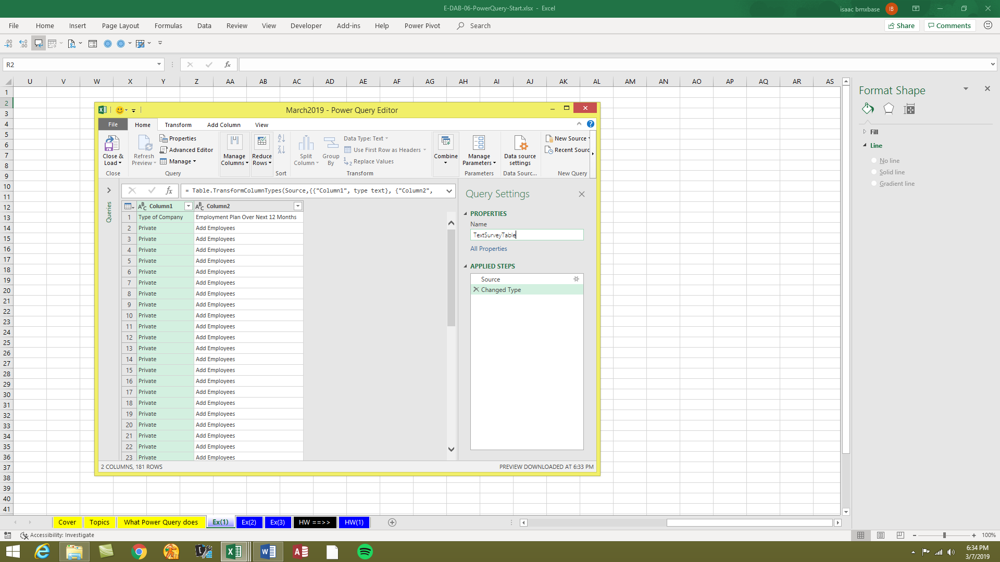 E-DAB-06-PowerQuery-Start.xlsx - Excel
isaac bmxbase IB
File Home Insert Page Layout Formulas Data Review View Developer Add-ins Help Power Pivot Search Share Comments
R2 fx
U V W X Y Z AA AB AC AD AE AF AG AH AI AJ AK AL AM AN AO AP AQ AR AS
1
2
3
4
5
6
7
8
9
10
11
12
13
14
15
16
17
18
19
20
21
22
23
24
25
26
27
28
29
30
31
32
33
34
35
36
37
38
39
40
41
March2019 - Power Query Editor
File Home Transform Add Column View
Close & Load
Close
Refresh Preview
Properties
Advanced Editor
Manage
Query
Manage Columns
Reduce Rows
Sort
Split Column
Group By
Data Type: Text
Use First Row as Headers
Replace Values
Transform
Combine
Manage Parameters
Parameters
Data source settings
Data Sourc...
New Source
Recent Sourc
New Query
Queries
fx = Table.TransformColumnTypes(Source,{{"Column1", type text}, {"Column2",
ABC Column1 ABC Column2
1 Type of Company Employment Plan Over Next 12 Months
2 Private Add Employees
3 Private Add Employees
4 Private Add Employees
5 Private Add Employees
6 Private Add Employees
7 Private Add Employees
8 Private Add Employees
9 Private Add Employees
10 Private Add Employees
11 Private Add Employees
12 Private Add Employees
13 Private Add Employees
14 Private Add Employees
15 Private Add Employees
16 Private Add Employees
17 Private Add Employees
18 Private Add Employees
19 Private Add Employees
20 Private Add Employees
21 Private Add Employees
22 Private Add Employees
23 Private Add Employees
2 COLUMNS, 181 ROWS
PREVIEW DOWNLOADED AT 6:33 PM
Query Settings
PROPERTIES
Name
TextSurveyTable
All Properties
APPLIED STEPS
Source
Changed Type
Format Shape
Fill
Line
No line
Solid line
Gradient line
Cover Topics What Power Query does Ex(1) Ex(2) Ex(3) HW ==>> HW(1)
Accessibility: Investigate
100%
6:34 PM
3/7/2019